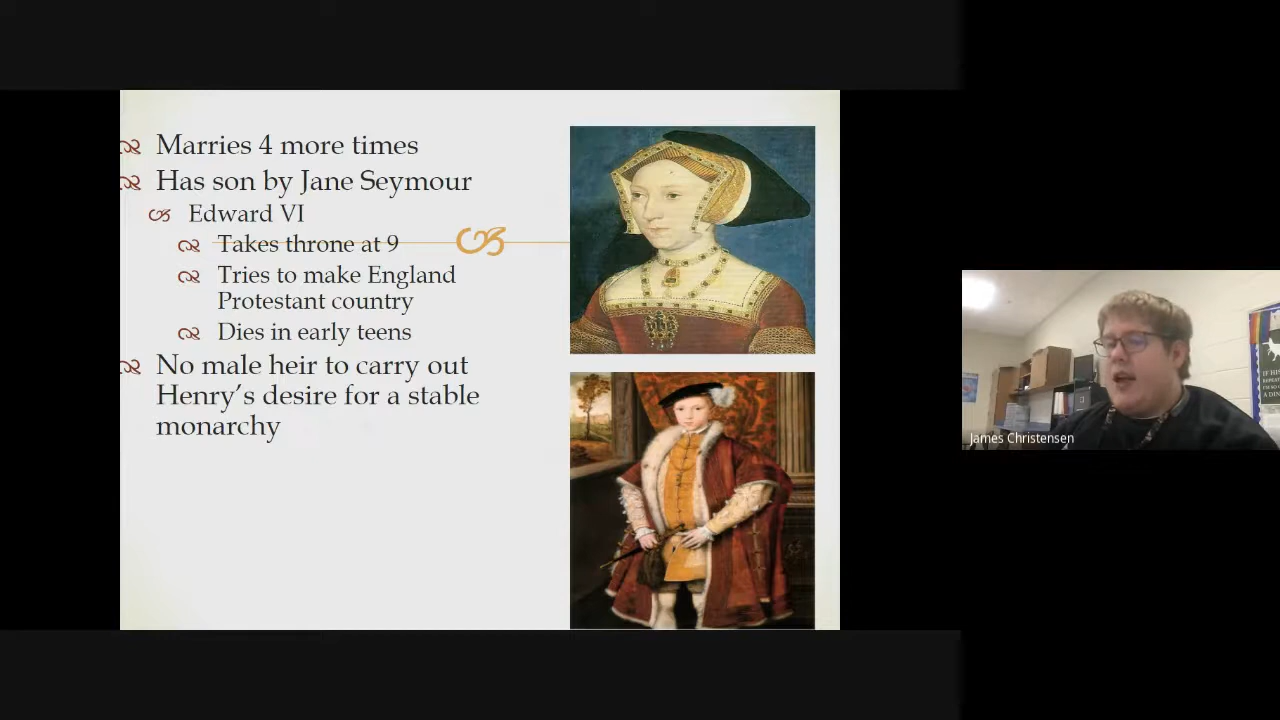 Marries 4 more times
Has son by Jane Seymour
Edward VI
Takes throne at 9
Tries to make England
Protestant country
Dies in early teens
No male heir to carry out
Henry’s desire for a stable
monarchy
James Christensen